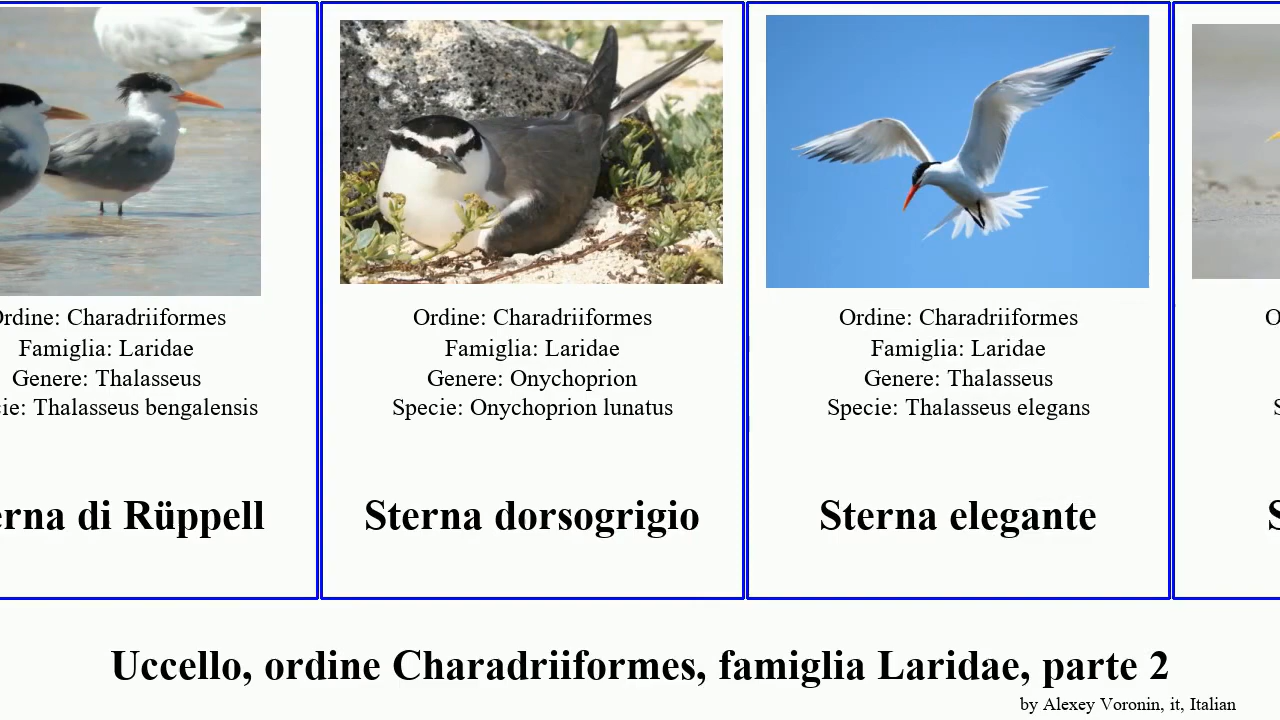 Ordine: Charadriiformes
Famiglia: Laridae
Genere: Thalasseus
Thalasseus bengalensis
di Rüppell
Ordine: Charadriiformes
Famiglia: Laridae
Genere: Onychoprion
Specie: Onychoprion lunatus
Sterna dorsogrigio
Ordine: Charadriiformes
Famiglia: Laridae
Genere: Thalasseus
Specie: Thalasseus elegans
Sterna elegante
Uccello, ordine Charadriiformes, famiglia Laridae, parte 2
by Alexey Voronin, it, Italian